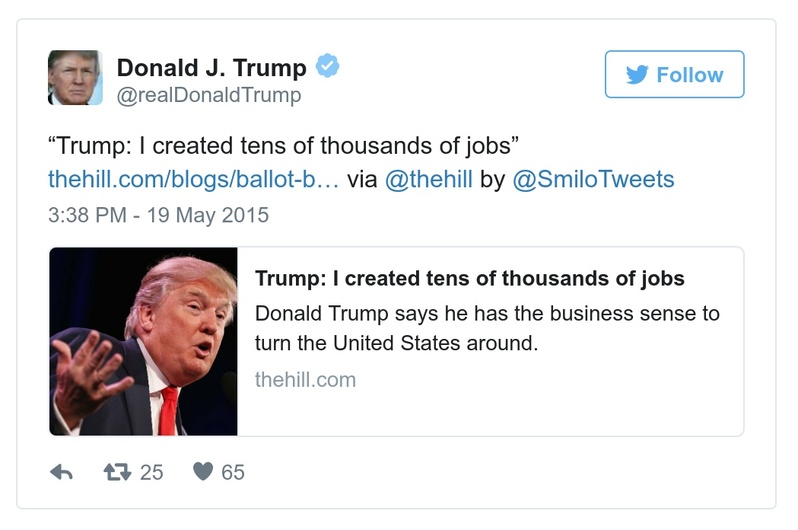 Donald J. Trump
@realDonaldTrump
Follow
“Trump: I created tens of thousands of jobs”
thehill.com/blogs/ballot-b… via @thehill by @SmiloTweets
3:38 PM - 19 May 2015
Trump: I created tens of thousands of jobs
Donald Trump says he has the business sense to
turn the United States around.
thehill.com
25 65